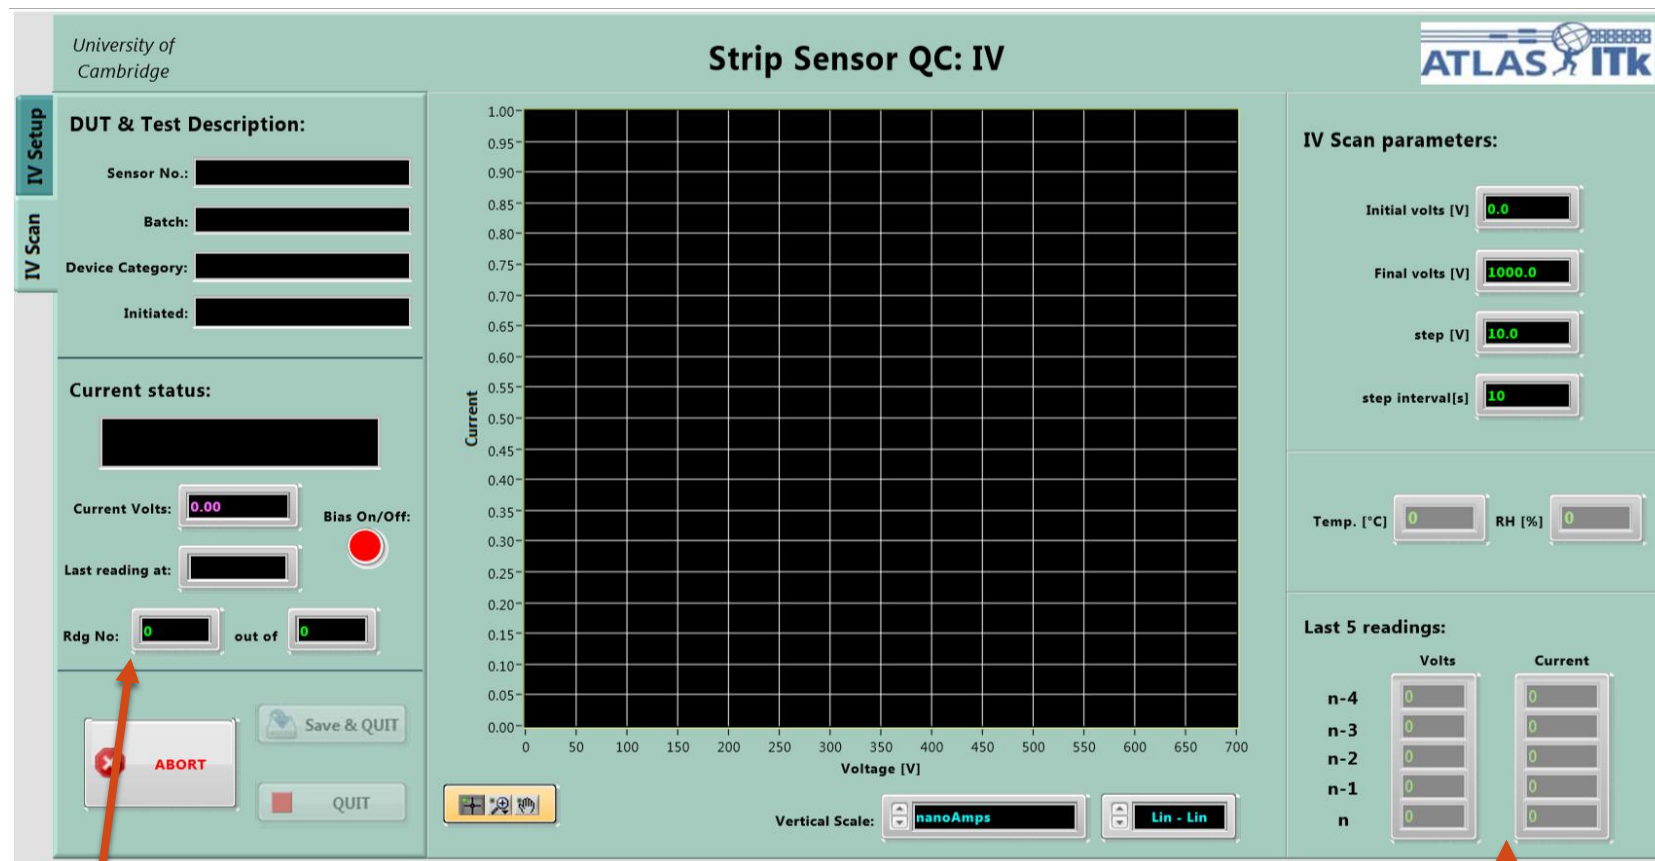 University of
Cambridge
Strip Sensor QC: IV
ATLAS ITk
IV Setup
IV Scan
DUT & Test Description:
Sensor No.:
Batch:
Device Category:
Initiated:
Current status:
Current Volts: 0.00
Bias On/Off:
Last reading at:
Rdg No: 0 out of 0
ABORT
Save & QUIT
QUIT
1.00
0.95
0.90
0.85
0.80
0.75
0.70
0.65
0.60
0.55
0.50
0.45
0.40
0.35
0.30
0.25
0.20
0.15
0.10
0.05
0.00
Current
0 50 100 150 200 250 300 350 400 450 500 550 600 650 700
Voltage [V]
Vertical Scale: nanoAmps Lin - Lin
IV Scan parameters:
Initial volts [V] 0.0
Final volts [V] 1000.0
step [V] 10.0
step interval[s] 10
Temp. [°C] 0 RH [%] 0
Last 5 readings:
Volts Current
n-4 0 0
n-3 0 0
n-2 0 0
n-1 0 0
n 0 0